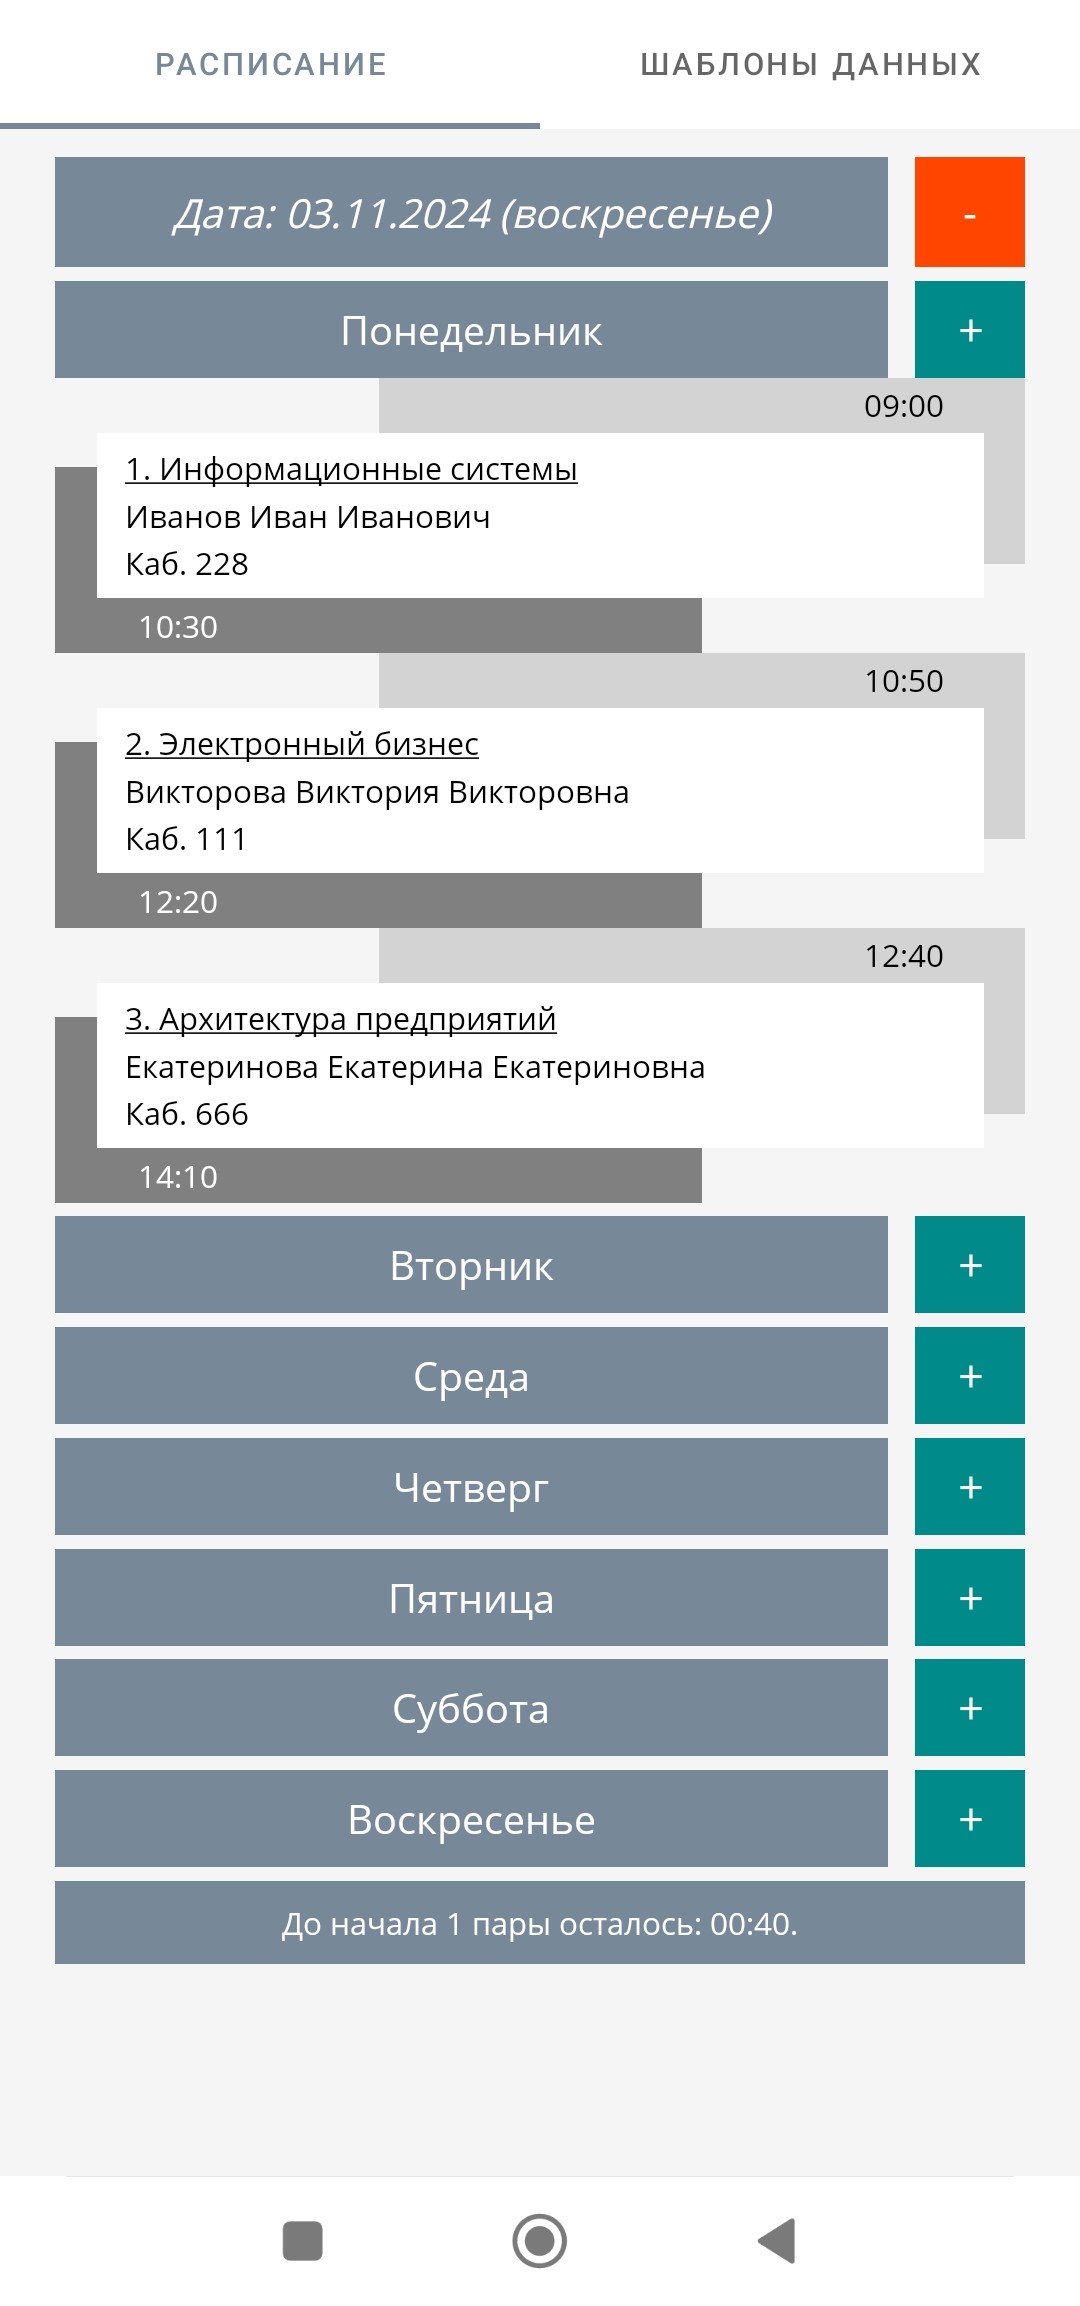 РАСПИСАНИЕ ШАБЛОНЫ ДАННЫХ
Дата: 03.11.2024 (воскресенье) -
Понедельник +
09:00
1. Информационные системы
Иванов Иван Иванович
Каб. 228
10:30
10:50
2. Электронный бизнес
Викторова Виктория Викторовна
Каб. 111
12:20
12:40
3. Архитектура предприятий
Екатеринова Екатерина Екатериновна
Каб. 666
14:10
Вторник +
Среда +
Четверг +
Пятница +
Суббота +
Воскресенье +
До начала 1 пары осталось: 00:40.